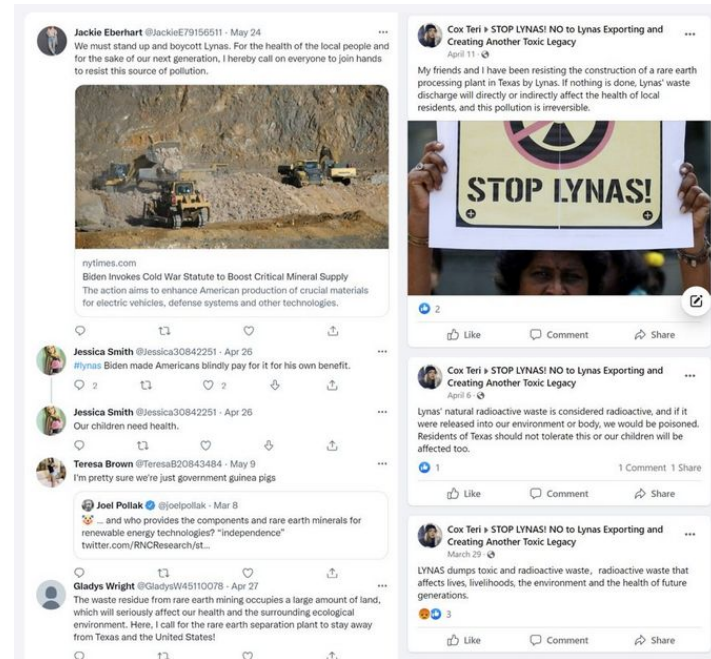 Jackie Eberhart @JackieE79156511 · May 24
We must stand up and boycott Lynas. For the health of the local people and
for the sake of our next generation, I hereby call on everyone to join hands
to resist this source of pollution.
nytimes.com
Biden Invokes Cold War Statute to Boost Critical Mineral Supply
The action aims to enhance American production of crucial materials
for electric vehicles, defense systems and other technologies.
Jessica Smith @Jessica30842251 · Apr 26
#lynas Biden made Americans blindly pay for it for his own benefit.
2 2
Jessica Smith @Jessica30842251 · Apr 26
Our children need health.
Teresa Brown @TeresaB20843484 · May 9
I'm pretty sure we're just government guinea pigs
Joel Pollak @joelpollak · Mar 8
🤡 ... and who provides the components and rare earth minerals for
renewable energy technologies? “independence”
twitter.com/RNCResearch/st...
Gladys Wright @GladysW45110078 · Apr 27
The waste residue from rare earth mining occupies a large amount of land,
which will seriously affect our health and the surrounding ecological
environment. Here, I call for the rare earth separation plant to stay away
from Texas and the United States!
Cox Teri ▸ STOP LYNAS! NO to Lynas Exporting and
Creating Another Toxic Legacy
April 11 ·
My friends and I have been resisting the construction of a rare earth
processing plant in Texas by Lynas. If nothing is done, Lynas' waste
discharge will directly or indirectly affect the health of local
residents, and this pollution is irreversible.
STOP LYNAS!
2
Like Comment Share
Cox Teri ▸ STOP LYNAS! NO to Lynas Exporting and
Creating Another Toxic Legacy
April 6 ·
Lynas' natural radioactive waste is considered radioactive, and if it
were released into our environment or body, we would be poisoned.
Residents of Texas should not tolerate this or our children will be
affected too.
1 1 Comment 1 Share
Like Comment Share
Cox Teri ▸ STOP LYNAS! NO to Lynas Exporting and
Creating Another Toxic Legacy
March 29 ·
LYNAS dumps toxic and radioactive waste，radioactive waste that
affects lives, livelihoods, the environment and the health of future
generations.
3
Like Comment Share